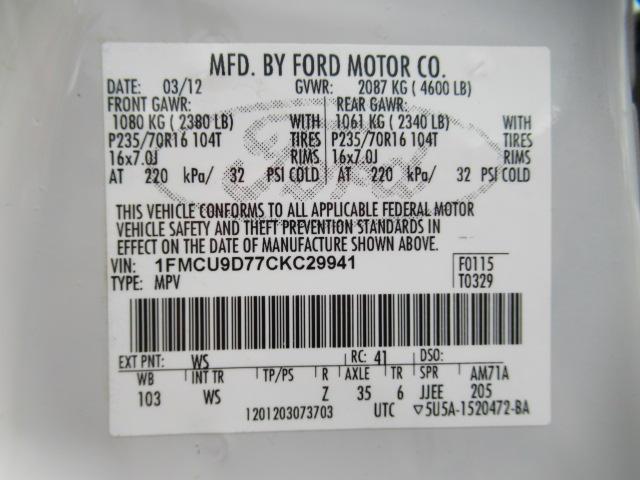 MFD. BY FORD MOTOR CO.
DATE: 03/12 GVWR: 2087 KG ( 4600 LB)
FRONT GAWR: REAR GAWR:
1080 KG ( 2380 LB) WITH 1061 KG ( 2340 LB) WITH
P235/70R16 104T TIRES P235/70R16 104T TIRES
16x7.0J RIMS 16x7.0J RIMS
AT 220 kPa/ 32 PSI COLD AT 220 kPa/ 32 PSI COLD
Ford
THIS VEHICLE CONFORMS TO ALL APPLICABLE FEDERAL MOTOR
VEHICLE SAFETY AND THEFT PREVENTION STANDARDS IN
EFFECT ON THE DATE OF MANUFACTURE SHOWN ABOVE.
VIN: 1FMCU9D77CKC29941 F0115
TYPE: MPV T0329
EXT PNT: WS RC: 41 DSO:
WB INT TR TP/PS R AXLE TR SPR AM71A
103 WS Z 35 6 JJEE 205
1201203073703 UTC ▽5U5A-1520472-BA